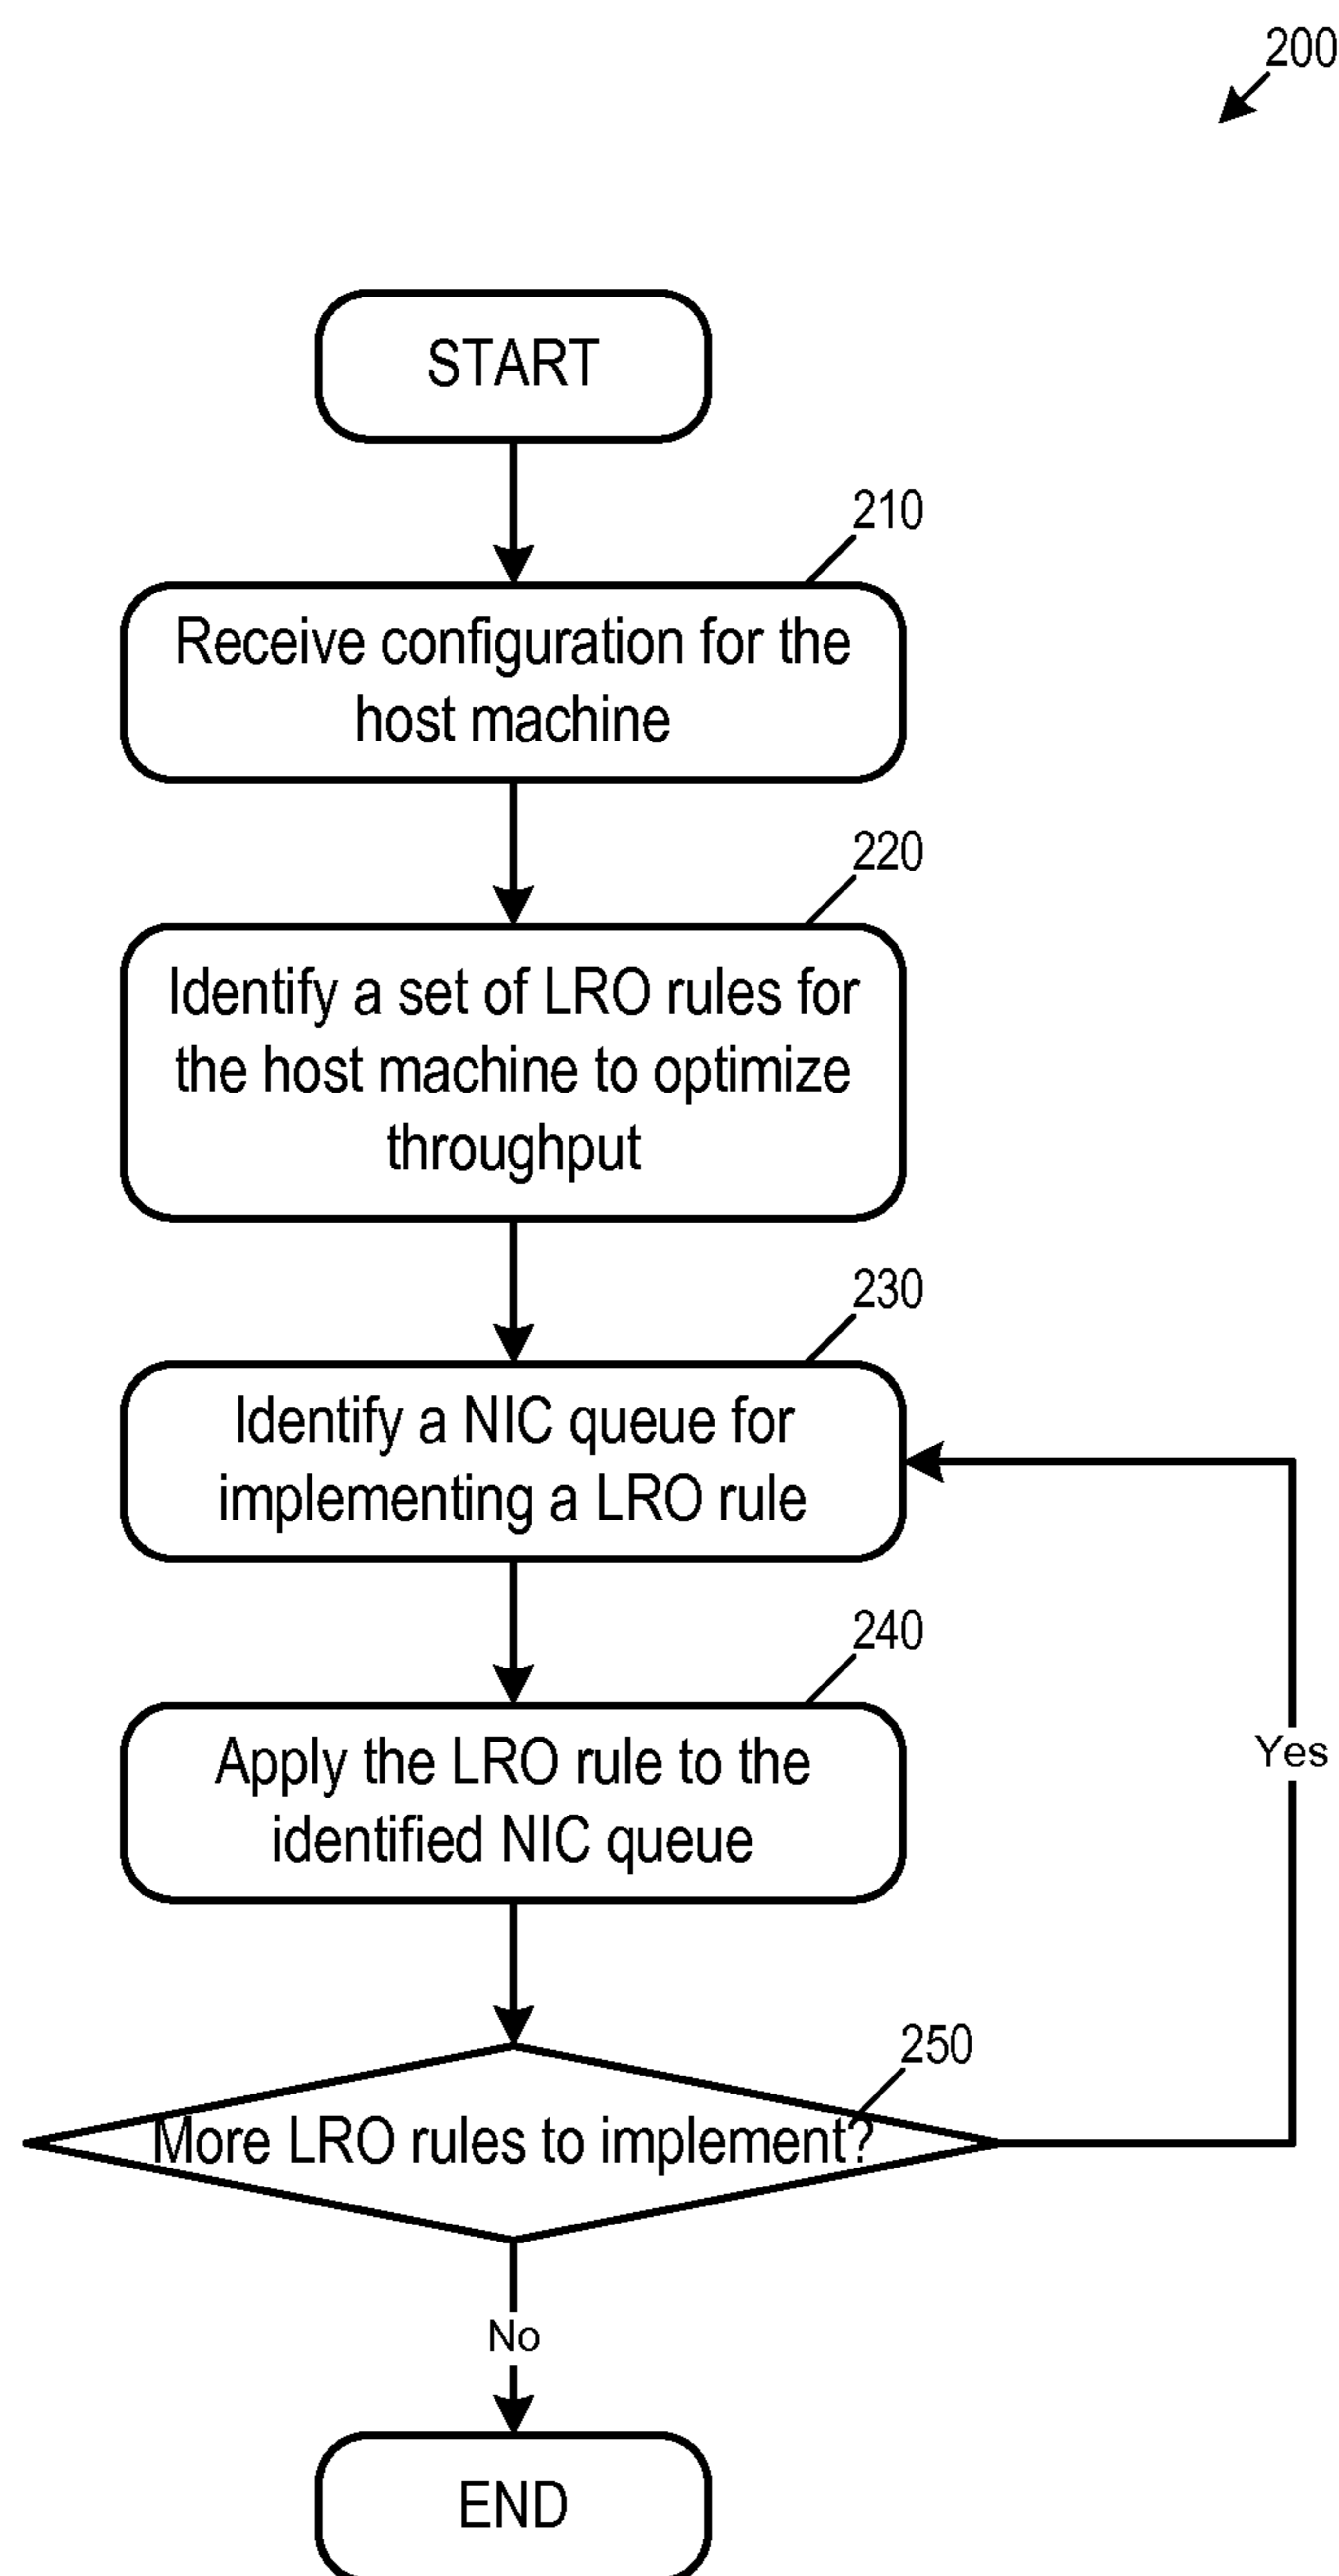 200
START
210
Receive configuration for the
host machine
220
Identify a set of LRO rules for
the host machine to optimize
throughput
230
Identify a NIC queue for
implementing a LRO rule
240
Apply the LRO rule to the
identified NIC queue
Yes
250
More LRO rules to implement?
No
END